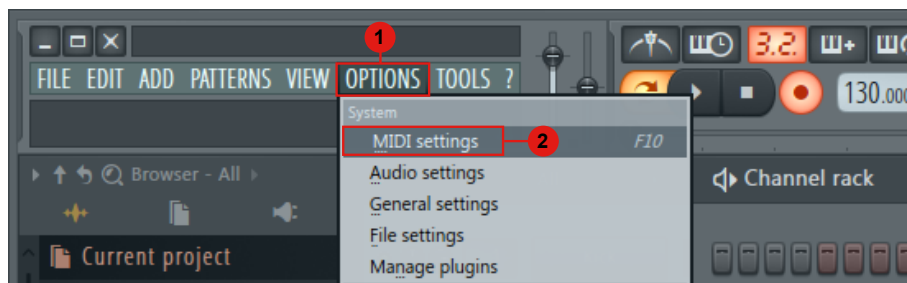 1
3.2.
FILE EDIT ADD PATTERNS VIEW OPTIONS TOOLS ?
130.000
System
MIDI settings 2 F10
Browser - All
Audio settings
Channel rack
General settings
File settings
Current project
Manage plugins